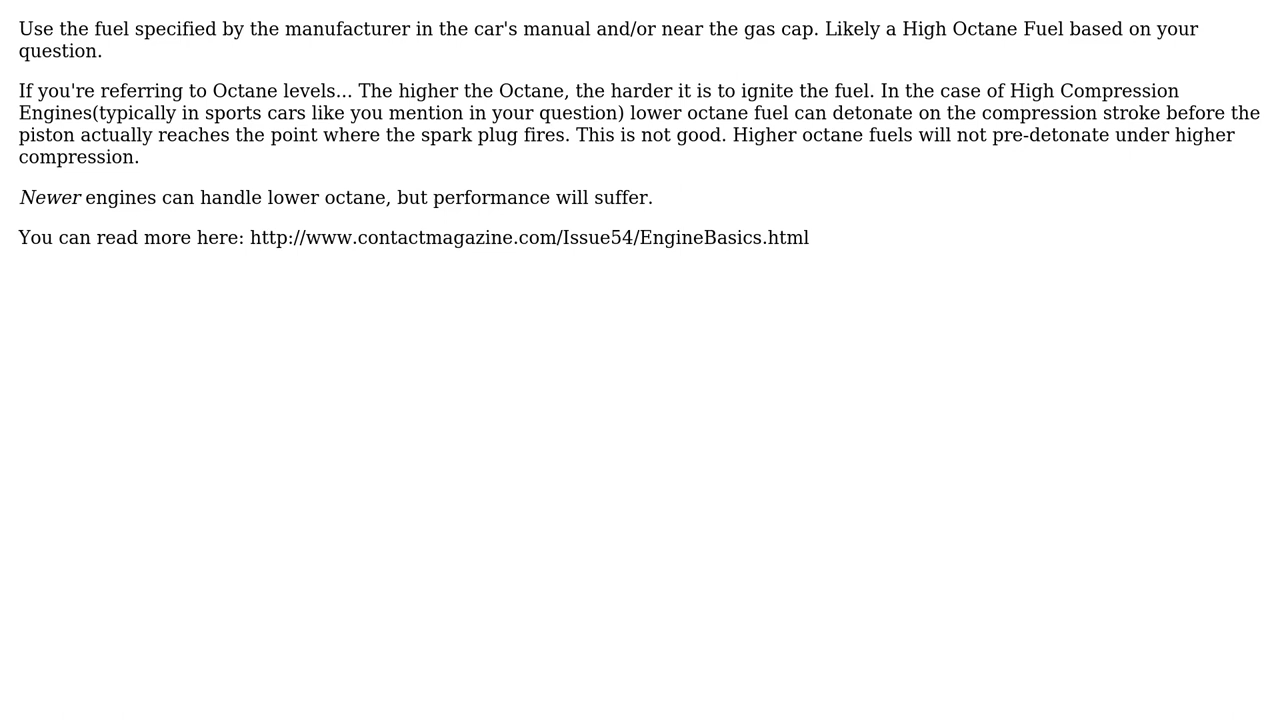 Use the fuel specified by the manufacturer in the car's manual and/or near the gas cap. Likely a High Octane Fuel based on your
question.
If you're referring to Octane levels... The higher the Octane, the harder it is to ignite the fuel. In the case of High Compression
Engines(typically in sports cars like you mention in your question) lower octane fuel can detonate on the compression stroke before the
piston actually reaches the point where the spark plug fires. This is not good. Higher octane fuels will not pre-detonate under higher
compression.
Newer engines can handle lower octane, but performance will suffer.
You can read more here: http://www.contactmagazine.com/Issue54/EngineBasics.html